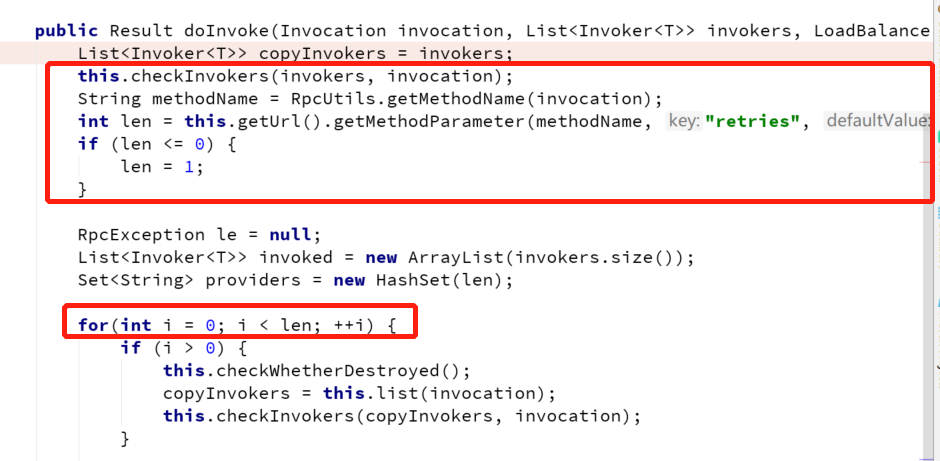 public Result doInvoke(Invocation invocation, List<Invoker<T>> invokers, LoadBalance
List<Invoker<T>> copyInvokers = invokers;
this.checkInvokers(invokers, invocation);
String methodName = RpcUtils.getMethodName(invocation);
int len = this.getUrl().getMethodParameter(methodName, key: "retries", defaultValue:
if (len <= 0) {
len = 1;
}
RpcException le = null;
List<Invoker<T>> invoked = new ArrayList(invokers.size());
Set<String> providers = new HashSet(len);
for(int i = 0; i < len; ++i) {
if (i > 0) {
this.checkWhetherDestroyed();
copyInvokers = this.list(invocation);
this.checkInvokers(copyInvokers, invocation);
}